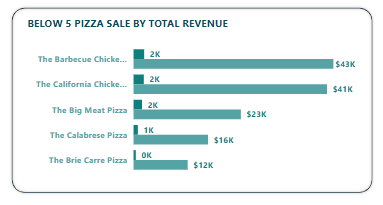 BELOW 5 PIZZA SALE BY TOTAL REVENUE
The Barbecue Chicke... 2K
$43K
The California Chicke... 2K
$41K
The Big Meat Pizza 2K
$23K
The Calabrese Pizza 1K
$16K
The Brie Carre Pizza 0K
$12K